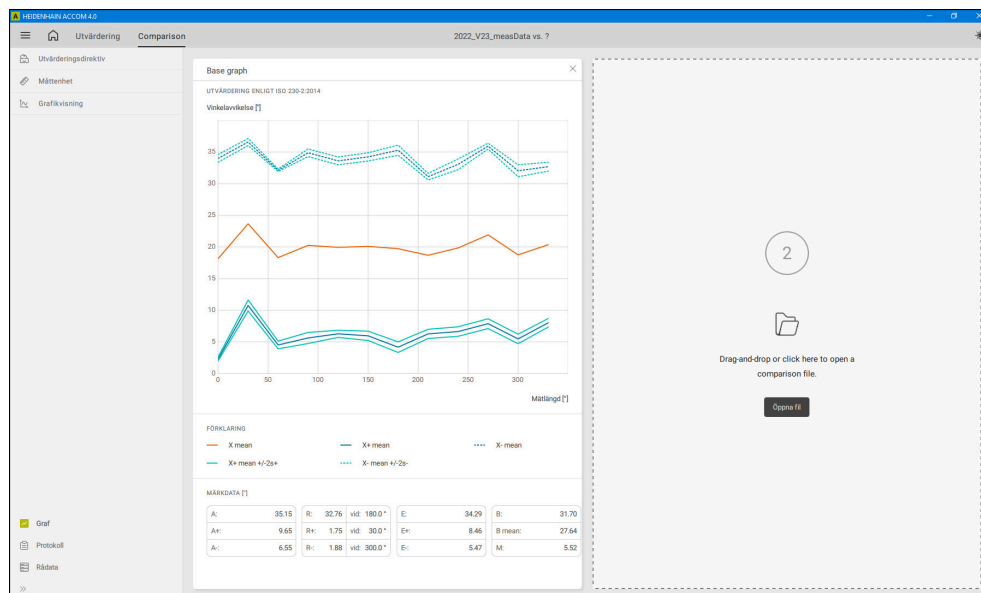 HEIDENHAIN ACCOM 4.0
Utvärdering Comparison 2022_V23_measData vs. ?
Utvärderingsdirektiv
Måttenhet
Grafikvisning
Base graph
UTVÄRDERING ENLIGT ISO 230-2:2014
Vinkelavvikelse ["]
35
30
25
20
15
10
5
0
0 50 100 150 200 250 300
Mätlängd [°]
FÖRKLARING
X mean X+ mean X- mean
X+ mean +/-2s+ X- mean +/-2s-
MÄRKDATA ["]
A: 35.15 R: 32.76 vid: 180.0 ° E: 34.29 B: 31.70
A+: 9.65 R+: 1.75 vid: 30.0 ° E+: 8.46 B mean: 27.64
A-: 6.55 R-: 1.88 vid: 300.0 ° E-: 5.47 M: 5.52
2
Drag-and-drop or click here to open a
comparison file.
Öppna fil
Graf
Protokoll
Rådata